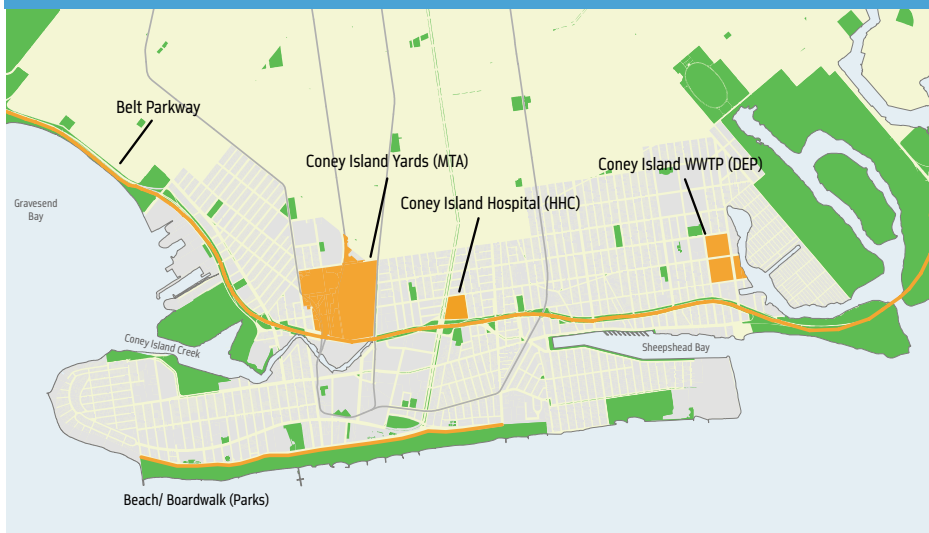 Belt Parkway
Coney Island Yards (MTA)
Coney Island WWTP (DEP)
Coney Island Hospital (HHC)
Gravesend
Bay
Coney Island Creek
Sheepshead Bay
Beach/ Boardwalk (Parks)